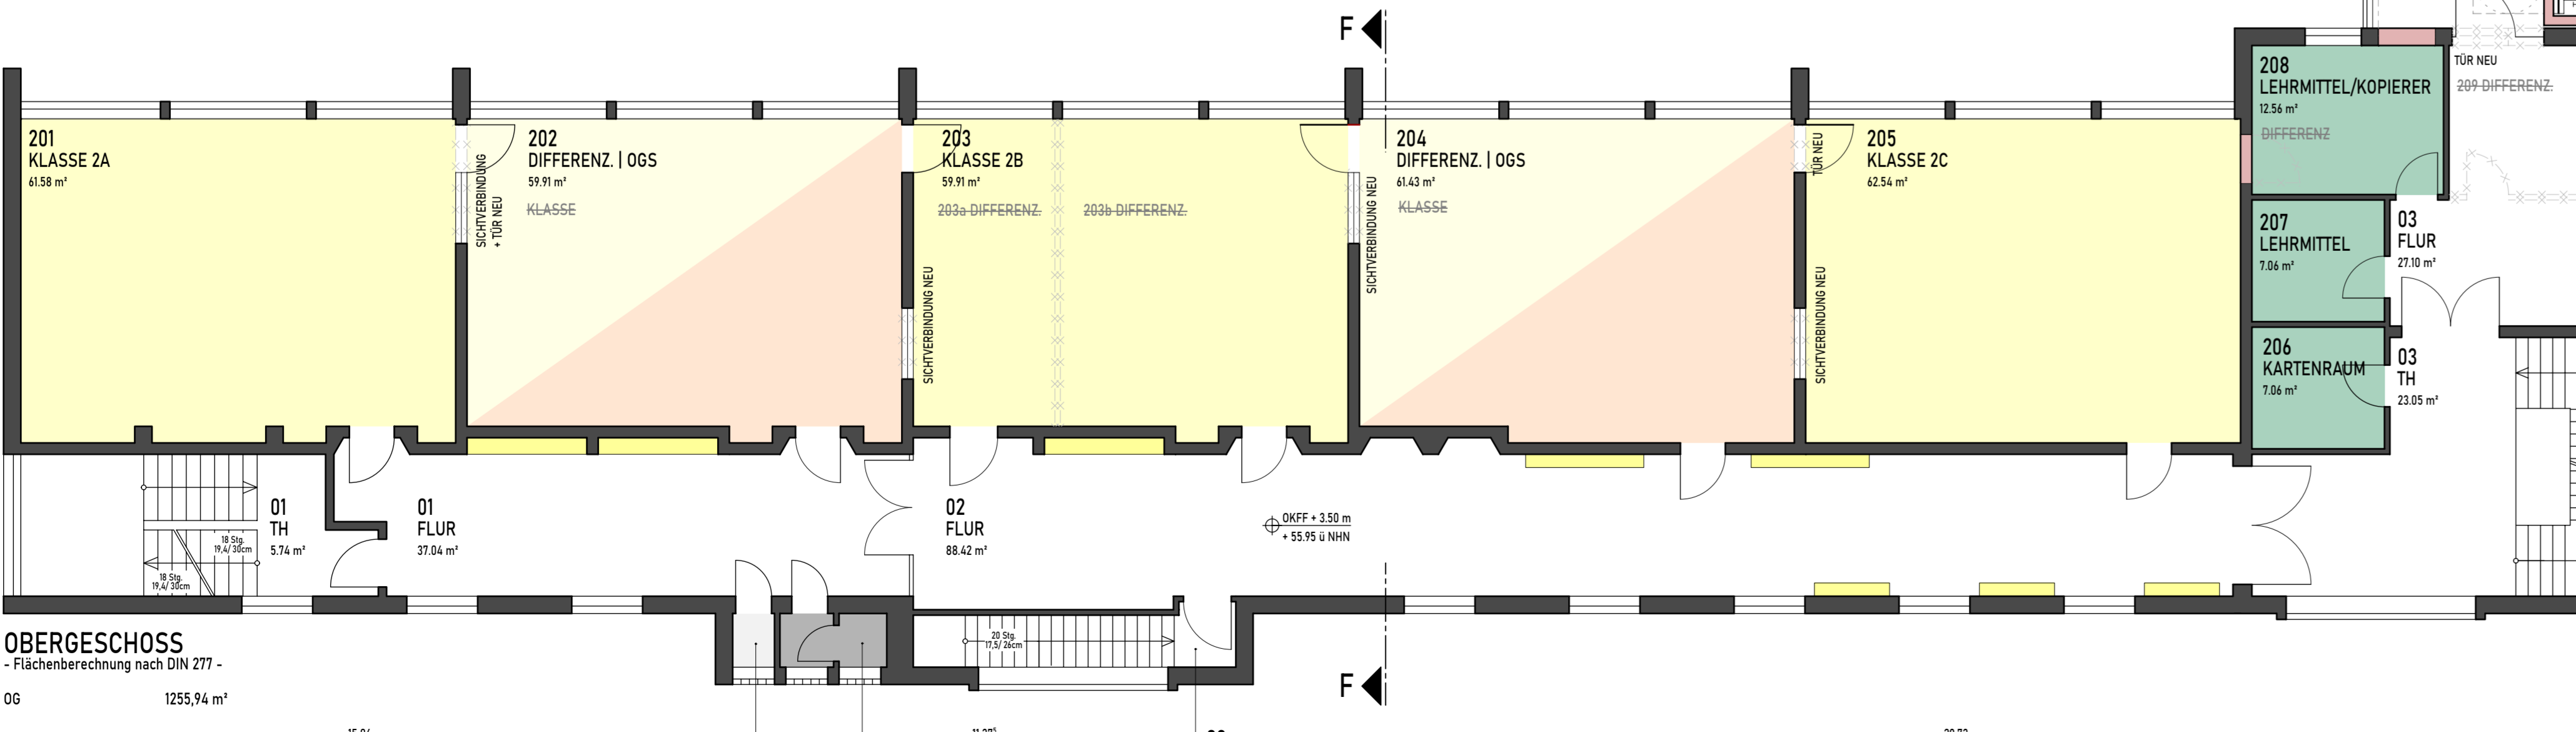 F
201
KLASSE 2A
61.58 m²
SICHTVERBINDUNG
+ TÜR NEU
202
DIFFERENZ. | OGS
59.91 m²
KLASSE
203
KLASSE 2B
59.91 m²
203a DIFFERENZ.
203b DIFFERENZ.
SICHTVERBINDUNG NEU
SICHTVERBINDUNG NEU
204
DIFFERENZ. | OGS
61.43 m²
KLASSE
TÜR NEU
SICHTVERBINDUNG NEU
205
KLASSE 2C
62.54 m²
208
LEHRMITTEL/KOPIERER
12.56 m²
DIFFERENZ
TÜR NEU
209 DIFFERENZ.
207
LEHRMITTEL
7.06 m²
03
FLUR
27.10 m²
206
KARTENRAUM
7.06 m²
03
TH
23.05 m²
01
TH
5.74 m²
18 Stg.
19,4/ 30cm
18 Stg.
19,4/ 30cm
01
FLUR
37.04 m²
02
FLUR
88.42 m²
OKFF + 3.50 m
+ 55.95 ü NHN
20 Stg.
17,5/ 26cm
F
OBERGESCHOSS
- Flächenberechnung nach DIN 277 -
OG 1255,94 m²